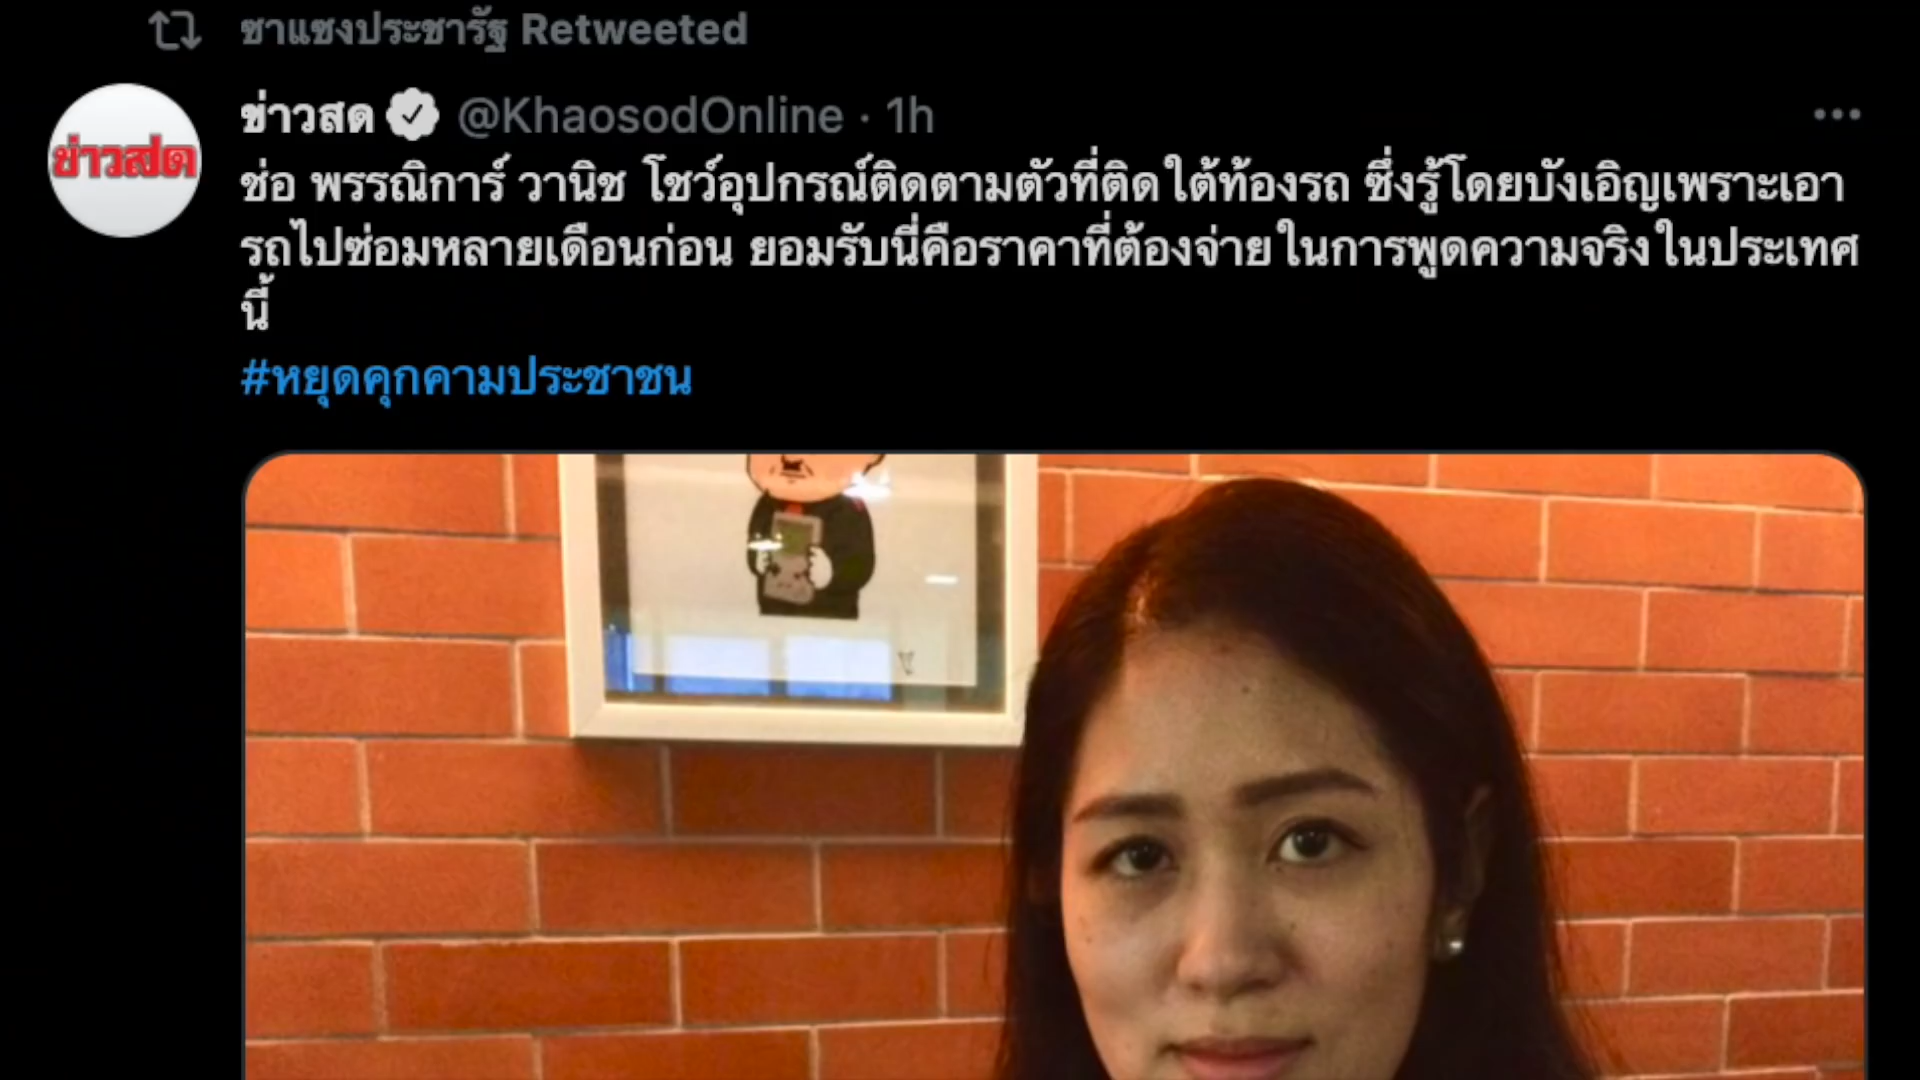 ชาแชงประชารัฐ Retweeted
ข่าวสด @KhaosodOnline · 1h
ข่าวสด
ช่อ พรรณิการ์ วานิช โชว์อุปกรณ์ติดตามตัวที่ติดใต้ท้องรถ ซึ่งรู้โดยบังเอิญเพราะเอา
รถไปซ่อมหลายเดือนก่อน ยอมรับนี่คือราคาที่ต้องจ่ายในการพูดความจริงในประเทศ
นี้
#หยุดคุกคามประชาชน